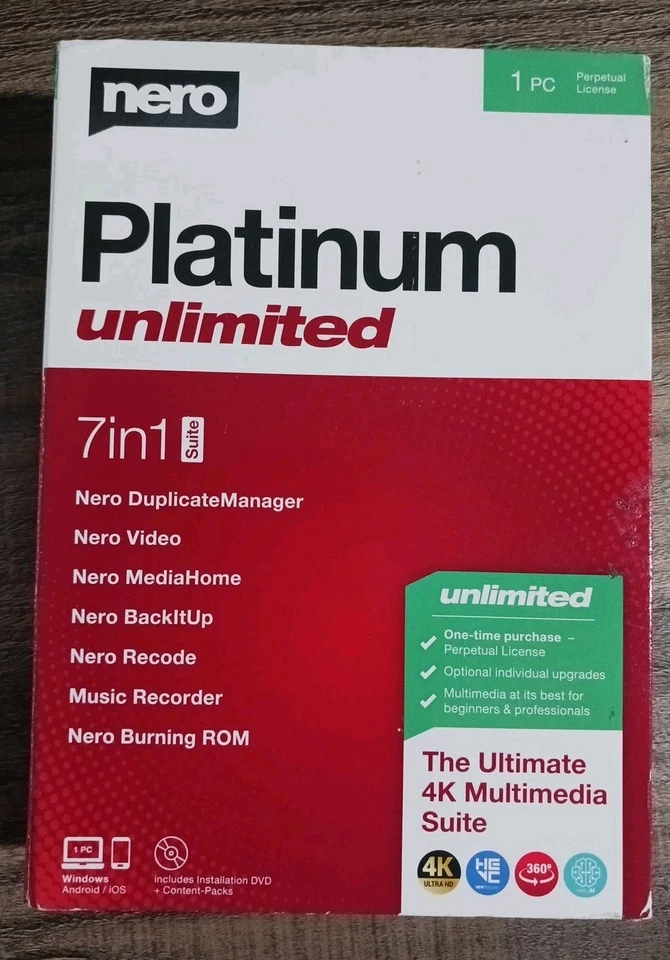 nero
1 PC
Perpetual
License
Platinum
unlimited
7in1 Suite
Nero DuplicateManager
Nero Video
Nero MediaHome
Nero BackItUp
Nero Recode
Music Recorder
Nero Burning ROM
unlimited
One-time purchase –
Perpetual License
Optional individual upgrades
Multimedia at its best for
beginners & professionals
The Ultimate
4K Multimedia
Suite
4K
ULTRA HD
HE
VC
360°
1 PC
Windows
Android / iOS
includes Installation DVD
+ Content-Packs